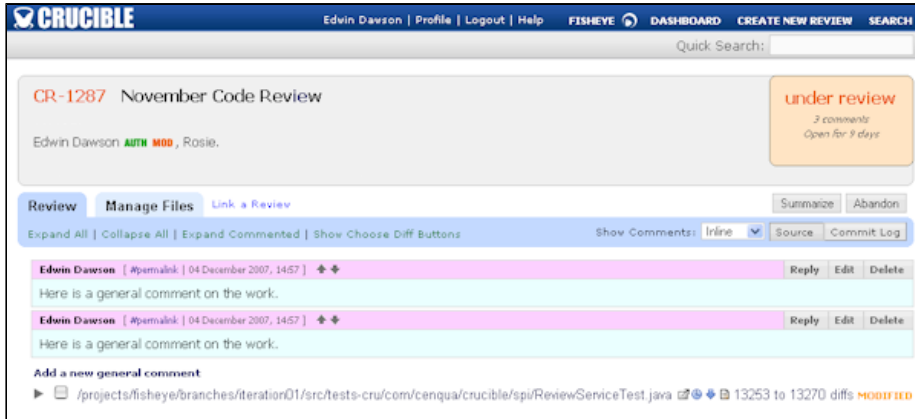 CRUCIBLE Edwin Dawson | Profile | Logout | Help FISHEYE DASHBOARD CREATE NEW REVIEW SEARCH
Quick Search:
CR-1287 November Code Review
under review
3 comments
Open for 9 days
Edwin Dawson AUTH MOD , Rosie.
Review Manage Files Link a Review Summarize Abandon
Expand All | Collapse All | Expand Commented | Show Choose Diff Buttons Show Comments: Inline Source Commit Log
Edwin Dawson [ #permalink | 04 December 2007, 14:57 ] Reply Edit Delete
Here is a general comment on the work.
Edwin Dawson [ #permalink | 04 December 2007, 14:57 ] Reply Edit Delete
Here is a general comment on the work.
Add a new general comment
/projects/fisheye/branches/iteration01/src/tests-cru/com/cenqua/crucible/spi/ReviewServiceTest.java 13253 to 13270 diffs MODIFIED